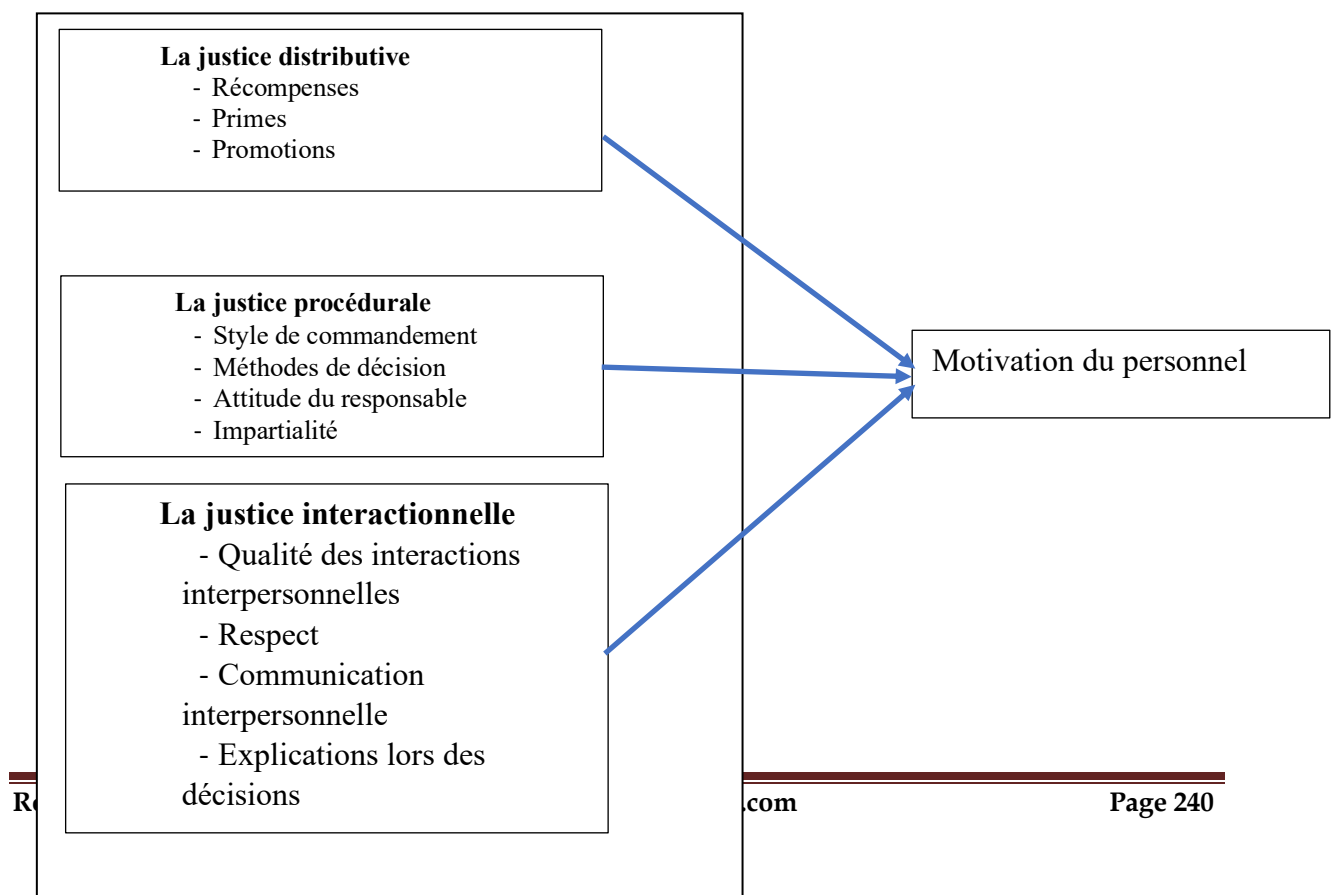 La justice distributive
- Récompenses
- Primes
- Promotions
La justice procédurale
- Style de commandement
- Méthodes de décision
- Attitude du responsable
- Impartialité
Motivation du personnel
La justice interactionnelle
- Qualité des interactions
interpersonnelles
- Respect
- Communication
interpersonnelle
- Explications lors des
décisions
.com
Page 240